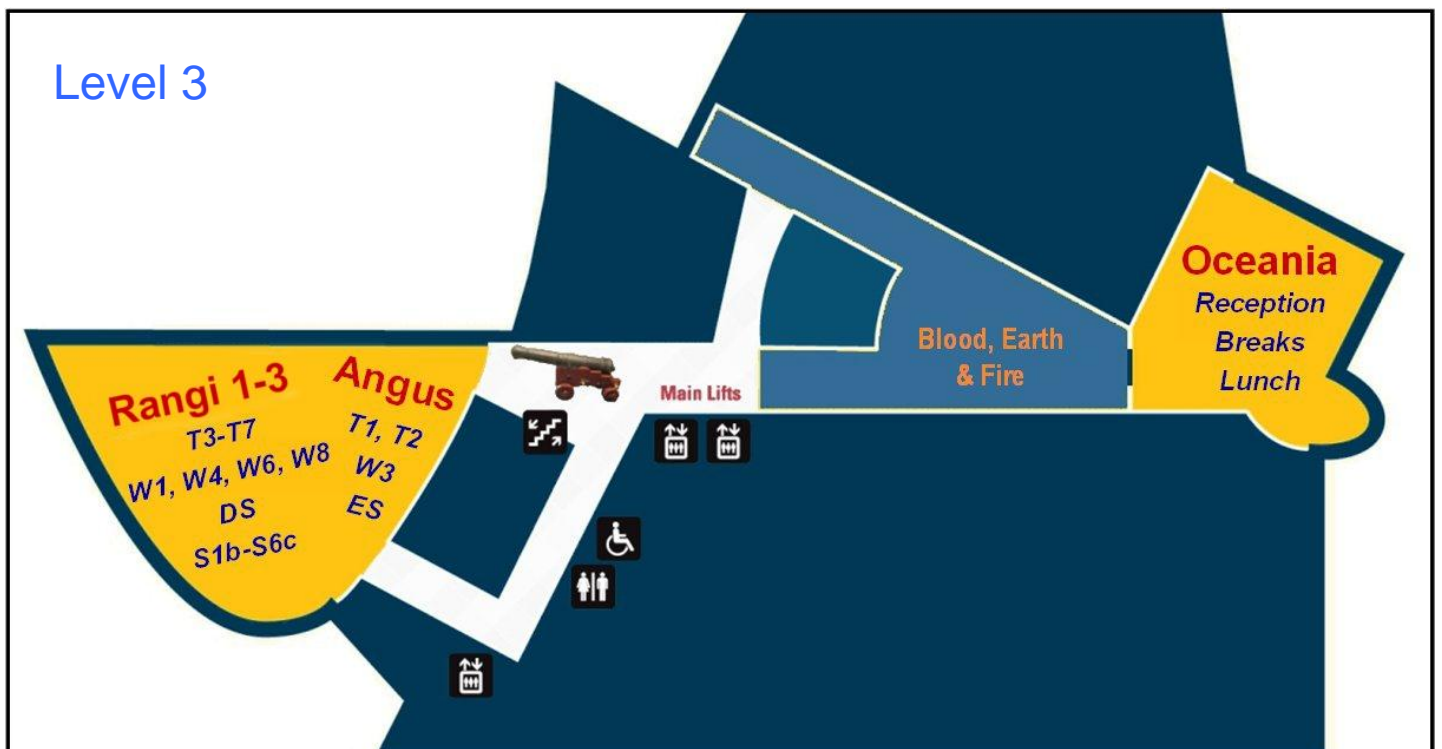 Level 3
Rangi 1-3
T3-T7
W1, W4, W6, W8
DS
S1b-S6c
Angus
T1, T2
W3
ES
Main Lifts
Blood, Earth
& Fire
Oceania
Reception
Breaks
Lunch